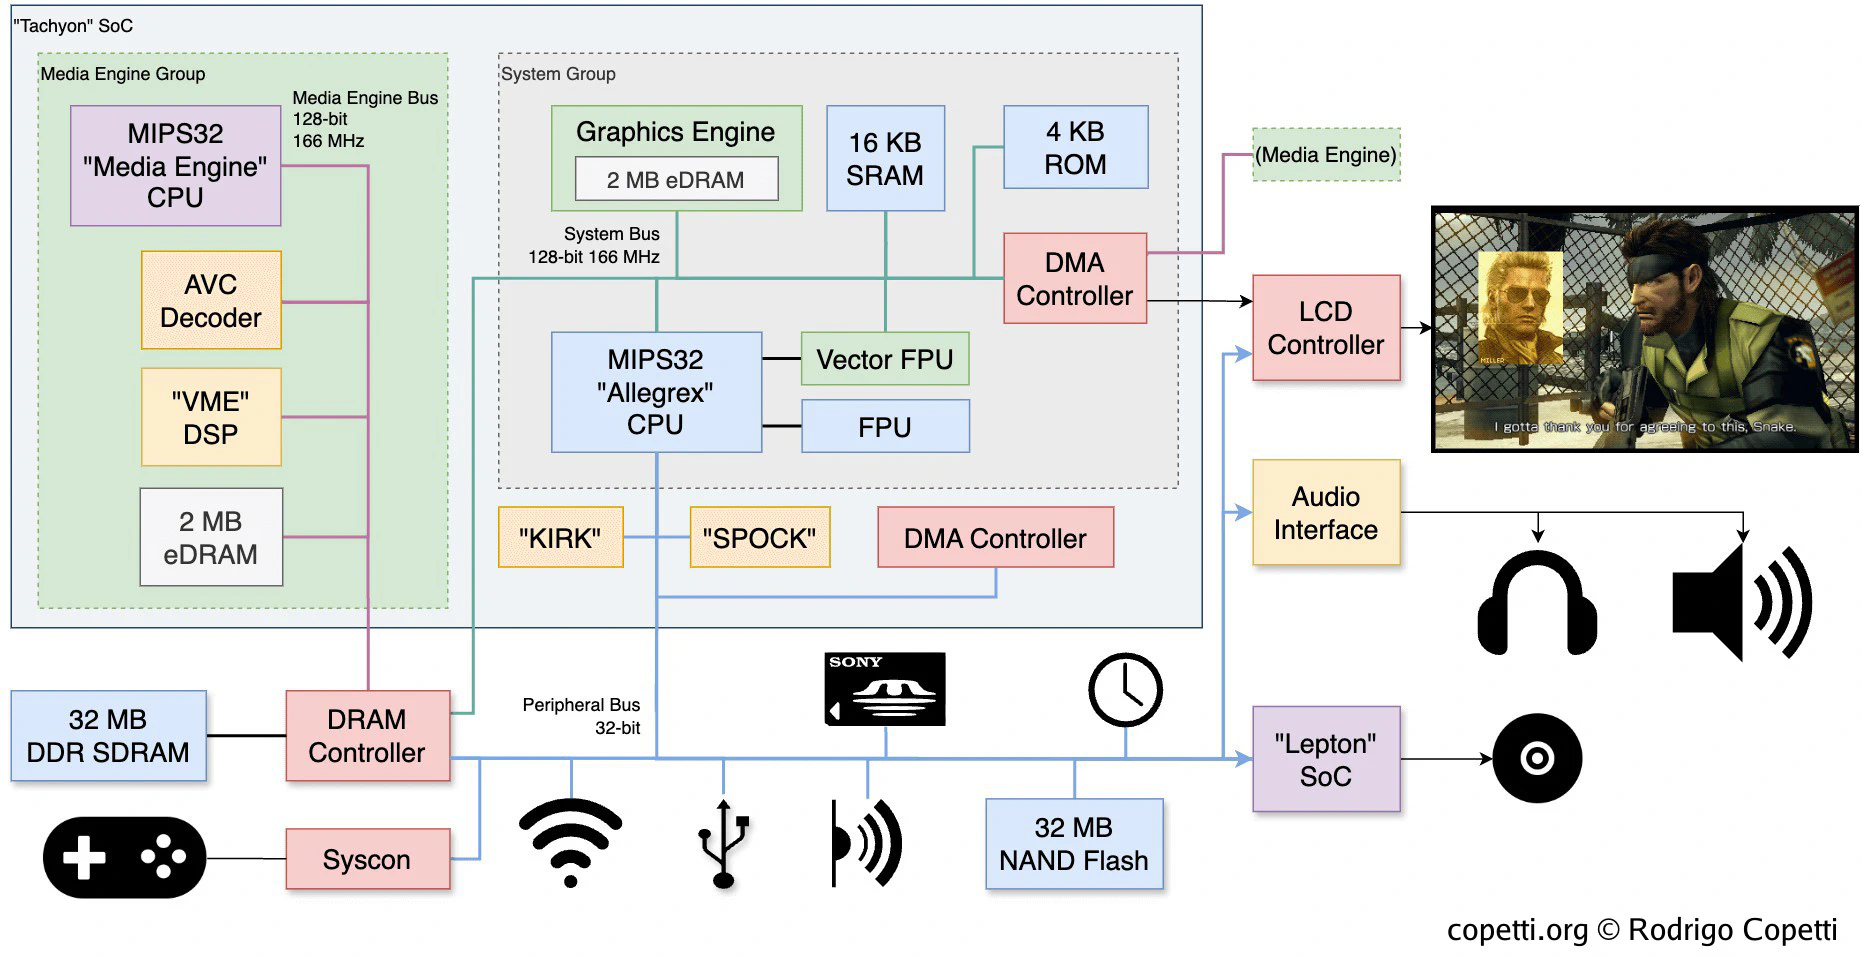 "Tachyon" SoC
Media Engine Group
Media Engine Bus
128-bit
166 MHz
MIPS32
"Media Engine"
CPU
AVC
Decoder
"VME"
DSP
2 MB
eDRAM
System Group
Graphics Engine
2 MB eDRAM
16 KB
SRAM
4 KB
ROM
System Bus
128-bit 166 MHz
DMA
Controller
MIPS32
"Allegrex"
CPU
Vector FPU
FPU
"KIRK"
"SPOCK"
DMA Controller
(Media Engine)
LCD
Controller
MILLER
I gotta thank you for agreeing to this, Snake.
Audio
Interface
32 MB
DDR SDRAM
DRAM
Controller
Peripheral Bus
32-bit
SONY
"Lepton"
SoC
Syscon
32 MB
NAND Flash
copetti.org © Rodrigo Copetti